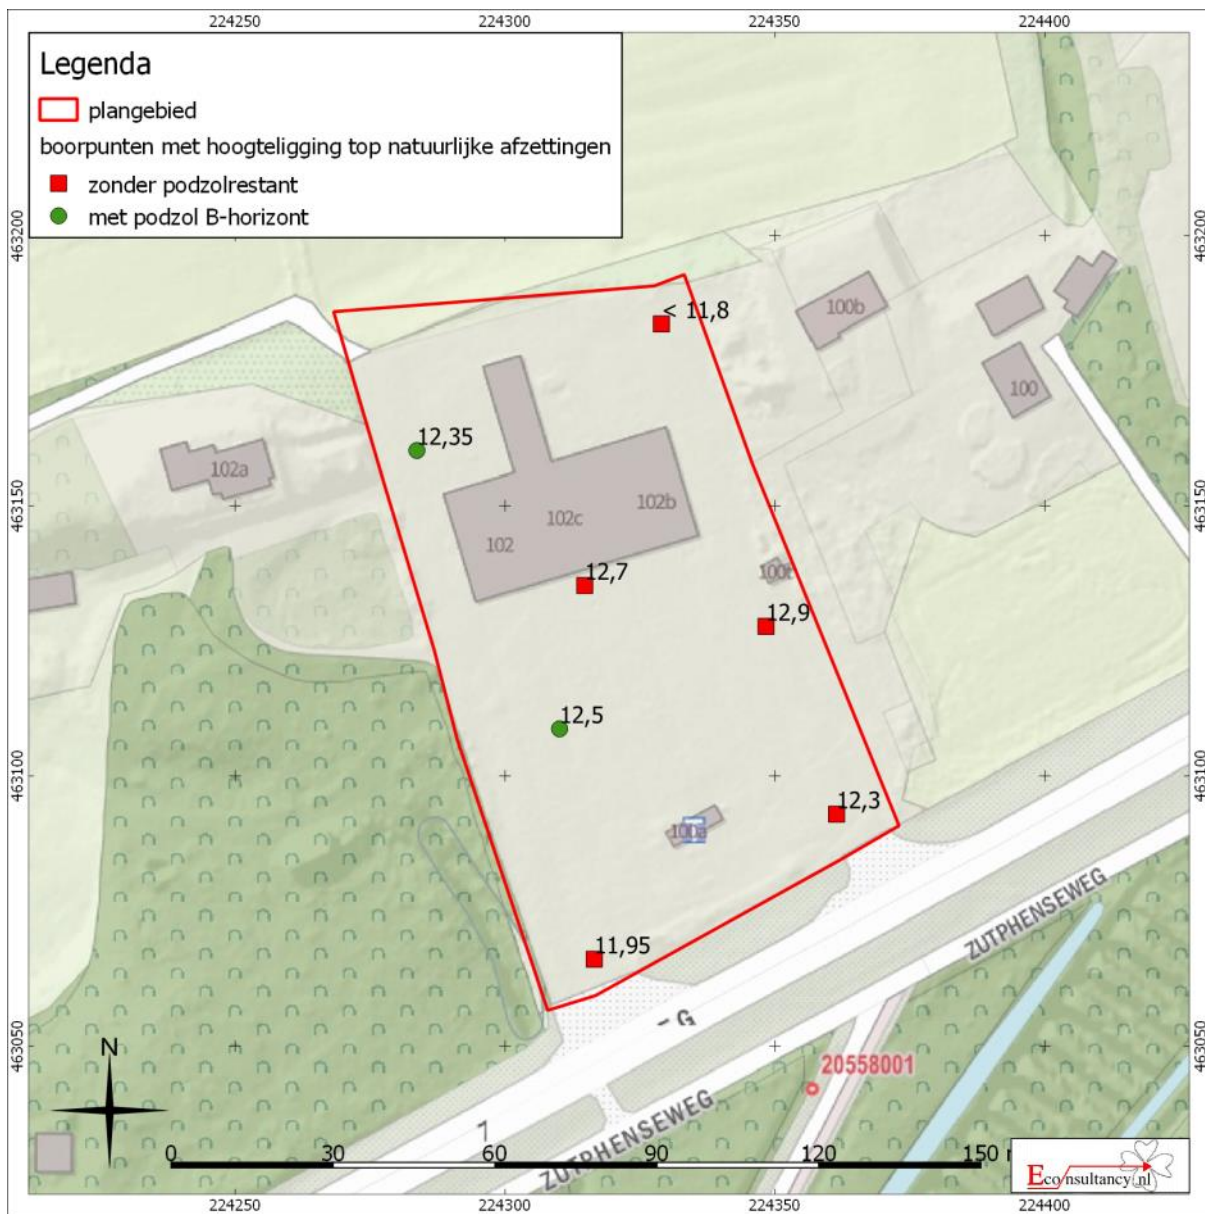 224250 224300 224350 224400
Legenda
plangebied
boorpunten met hoogteligging top natuurlijke afzettingen
zonder podzolrestant
met podzol B-horizont
463200 463200
< 11,8
100b
100
12,35
102a
102b
463150 463150
102c
102
12,7
100t
12,9
12,5
463100 463100
12,3
100a
ZUTPHENSEWEG
11,95
G
463050 463050
N
20558001
ZUTPHENSEWEG
0 30 60 90 120 150
Econsultancy.nl
224250 224300 224350 224400